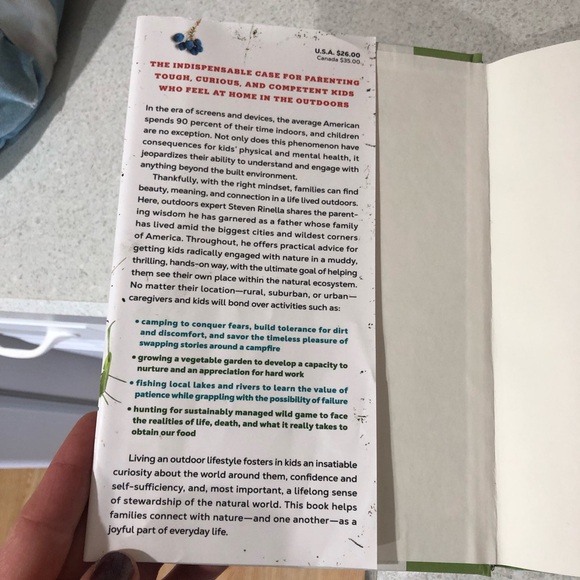 U.S.A. $26.00
Canada $35.00
THE INDISPENSABLE CASE FOR PARENTING
TOUGH, CURIOUS, AND COMPETENT KIDS
WHO FEEL AT HOME IN THE OUTDOORS
In the era of screens and devices, the average American
spends 90 percent of their time indoors, and children
are no exception. Not only does this phenomenon have
consequences for kids' physical and mental health, it
jeopardizes their ability to understand and engage with
anything beyond the built environment.
Thankfully, with the right mindset, families can find
beauty, meaning, and connection in a life lived outdoors.
Here, outdoors expert Steven Rinella shares the parent-
ing wisdom he has garnered as a father whose family
has lived amid the biggest cities and wildest corners
of America. Throughout, he offers practical advice for
getting kids radically engaged with nature in a muddy,
thrilling, hands-on way, with the ultimate goal of helping
them see their own place within the natural ecosystem.
No matter their location—rural, suburban, or urban—
caregivers and kids will bond over activities such as:
• camping to conquer fears, build tolerance for dirt
and discomfort, and savor the timeless pleasure of
swapping stories around a campfire
• growing a vegetable garden to develop a capacity to
nurture and an appreciation for hard work
• fishing local lakes and rivers to learn the value of
patience while grappling with the possibility of failure
• hunting for sustainably managed wild game to face
the realities of life, death, and what it really takes to
obtain our food
Living an outdoor lifestyle fosters in kids an insatiable
curiosity about the world around them, confidence and
self-sufficiency, and, most important, a lifelong sense
of stewardship of the natural world. This book helps
families connect with nature—and one another—as a
joyful part of everyday life.